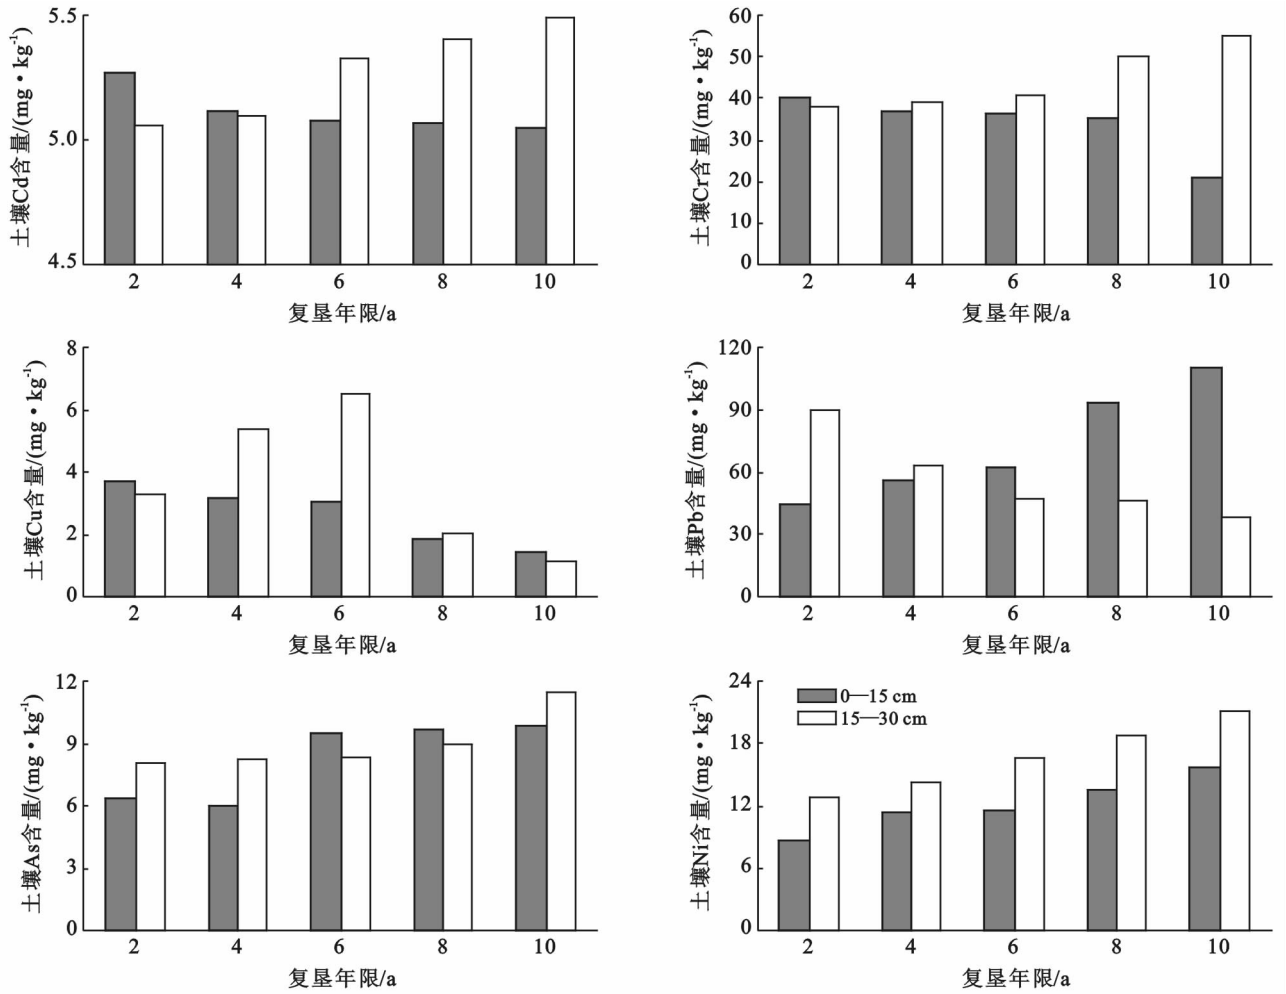 土壤Cd含量/(mg·kg⁻¹)
5.5
5.0
4.5
2 4 6 8 10
复垦年限/a
土壤Cr含量/(mg·kg⁻¹)
60
50
40
30
20
10
0
2 4 6 8 10
复垦年限/a
土壤Cu含量/(mg·kg⁻¹)
8
6
4
2
0
2 4 6 8 10
复垦年限/a
土壤Pb含量/(mg·kg⁻¹)
120
90
60
30
0
2 4 6 8 10
复垦年限/a
土壤As含量/(mg·kg⁻¹)
12
9
6
3
0
2 4 6 8 10
复垦年限/a
土壤Ni含量/(mg·kg⁻¹)
24
18
12
6
0
0—15 cm
15—30 cm
2 4 6 8 10
复垦年限/a